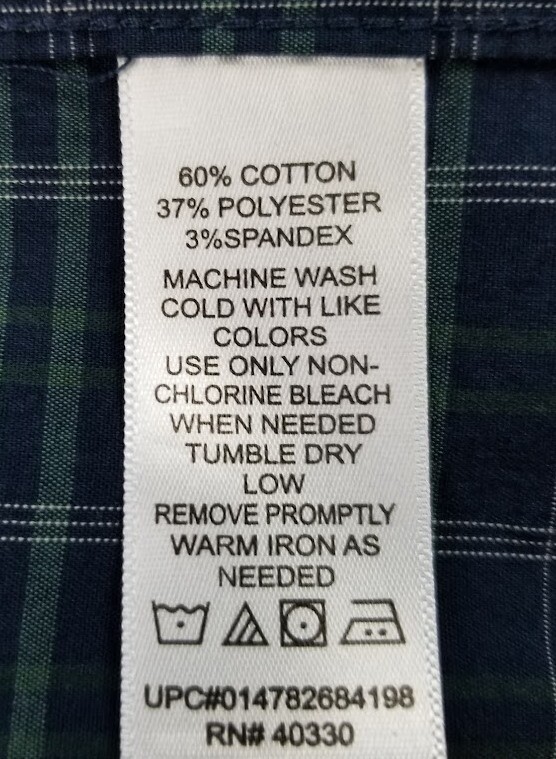 60% COTTON
37% POLYESTER
3%SPANDEX
MACHINE WASH
COLD WITH LIKE
COLORS
USE ONLY NON-
CHLORINE BLEACH
WHEN NEEDED
TUMBLE DRY
LOW
REMOVE PROMPTLY
WARM IRON AS
NEEDED
UPC#014782684198
RN# 40330